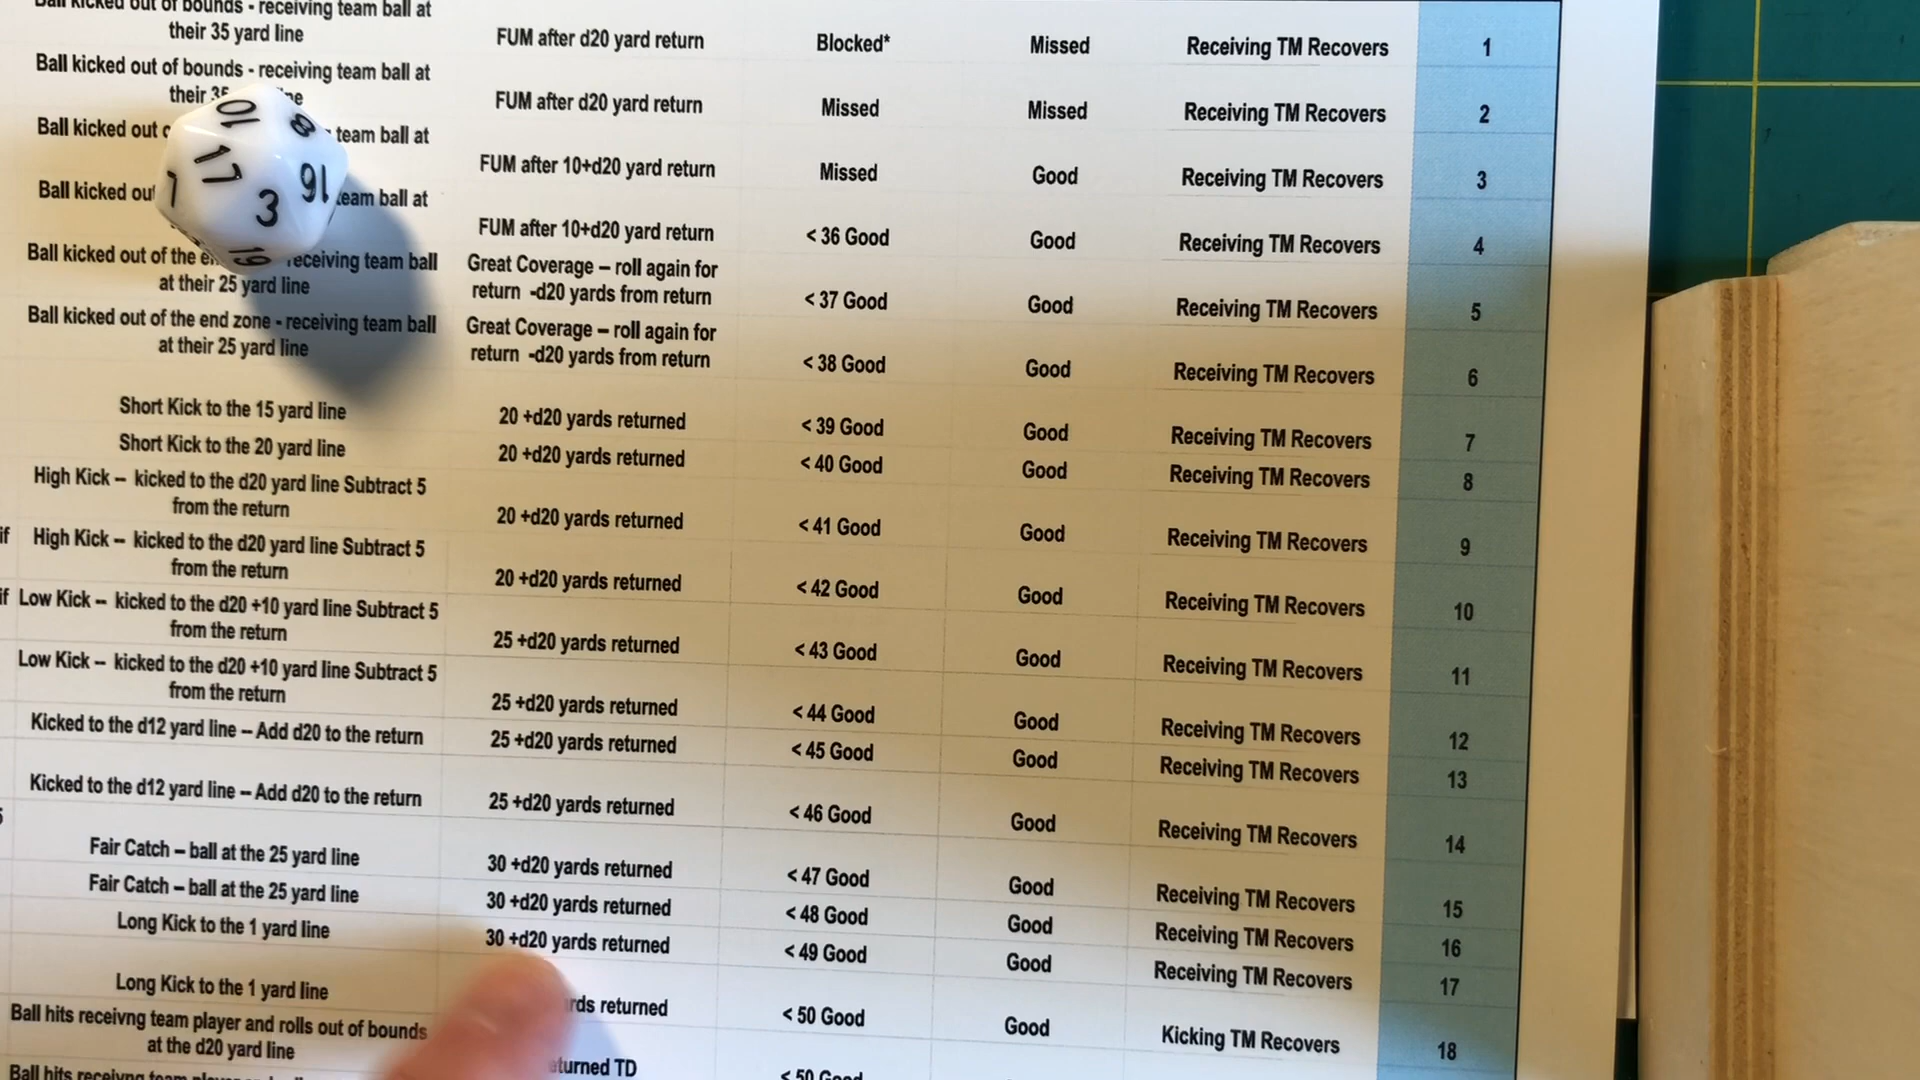 Ball kicked out of bounds - receiving team ball at
their 35 yard line
FUM after d20 yard return
Blocked*
Missed
Receiving TM Recovers
1
Ball kicked out of bounds - receiving team ball at
their 35
FUM after d20 yard return
Missed
Missed
Receiving TM Recovers
2
Ball kicked out
team ball at
FUM after 10+d20 yard return
Missed
Good
Receiving TM Recovers
3
Ball kicked out
team ball at
FUM after 10+d20 yard return
< 36 Good
Good
Receiving TM Recovers
4
Ball kicked out of the
receiving team ball
at their 25 yard line
Great Coverage – roll again for
return -d20 yards from return
< 37 Good
Good
Receiving TM Recovers
5
Ball kicked out of the end zone - receiving team ball
at their 25 yard line
Great Coverage – roll again for
return -d20 yards from return
< 38 Good
Good
Receiving TM Recovers
6
Short Kick to the 15 yard line
20 +d20 yards returned
< 39 Good
Good
Receiving TM Recovers
7
Short Kick to the 20 yard line
20 +d20 yards returned
< 40 Good
Good
Receiving TM Recovers
8
High Kick – kicked to the d20 yard line Subtract 5
from the return
20 +d20 yards returned
< 41 Good
Good
Receiving TM Recovers
9
if
High Kick – kicked to the d20 yard line Subtract 5
from the return
20 +d20 yards returned
< 42 Good
Good
Receiving TM Recovers
10
if
Low Kick – kicked to the d20 +10 yard line Subtract 5
from the return
25 +d20 yards returned
< 43 Good
Good
Receiving TM Recovers
11
Low Kick – kicked to the d20 +10 yard line Subtract 5
from the return
25 +d20 yards returned
< 44 Good
Good
Receiving TM Recovers
12
Kicked to the d12 yard line – Add d20 to the return
25 +d20 yards returned
< 45 Good
Good
Receiving TM Recovers
13
Kicked to the d12 yard line – Add d20 to the return
25 +d20 yards returned
< 46 Good
Good
Receiving TM Recovers
14
Fair Catch – ball at the 25 yard line
30 +d20 yards returned
< 47 Good
Good
Receiving TM Recovers
15
Fair Catch – ball at the 25 yard line
30 +d20 yards returned
< 48 Good
Good
Receiving TM Recovers
16
Long Kick to the 1 yard line
30 +d20 yards returned
< 49 Good
Good
Receiving TM Recovers
17
Long Kick to the 1 yard line
returned
< 50 Good
Good
Kicking TM Recovers
18
Ball hits receivng team player and rolls out of bounds
at the d20 yard line
TD
< 50 Good
Ball hits receivng team
10
8
17
16
7
3
19